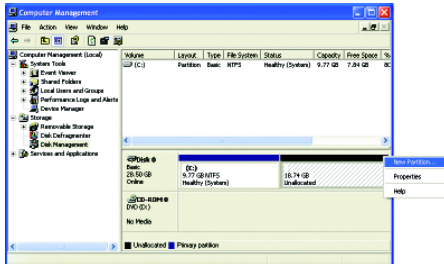 Computer Management
File Action View Window Help
Computer Management (Local)
System Tools
Event Viewer
Shared Folders
Local Users and Groups
Performance Logs and Alerts
Device Manager
Storage
Removable Storage
Disk Defragmenter
Disk Management
Services and Applications
Volume Layout Type File System Status Capacity Free Space %
(C:) Partition Basic NTFS Healthy (System) 9.77 GB 7.84 GB 80
Disk 0
Basic
28.50 GB
Online
(C:)
9.77 GB NTFS
Healthy (System)
18.74 GB
Unallocated
New Partition...
Properties
Help
CD-ROM 0
DVD (D:)
No Media
Unallocated Primary partition